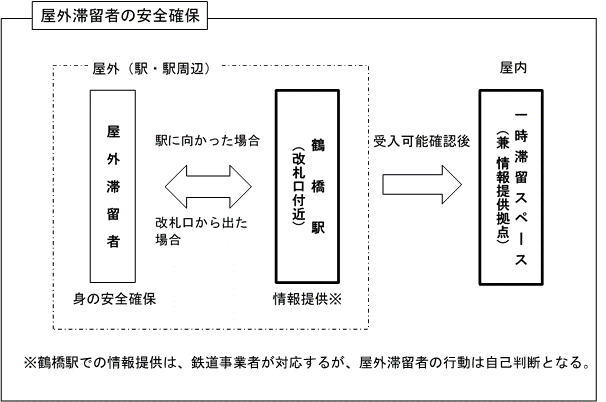 屋外滞留者の安全確保
屋外（駅・駅周辺）
屋内
屋外滞留者
駅に向かった場合
改札口から出た
場合
鶴橋駅
（改札口付近）
受入可能確認後
一時滞留スペース
（兼 情報提供拠点）
身の安全確保
情報提供※
※鶴橋駅での情報提供は、鉄道事業者が対応するが、屋外滞留者の行動は自己判断となる。